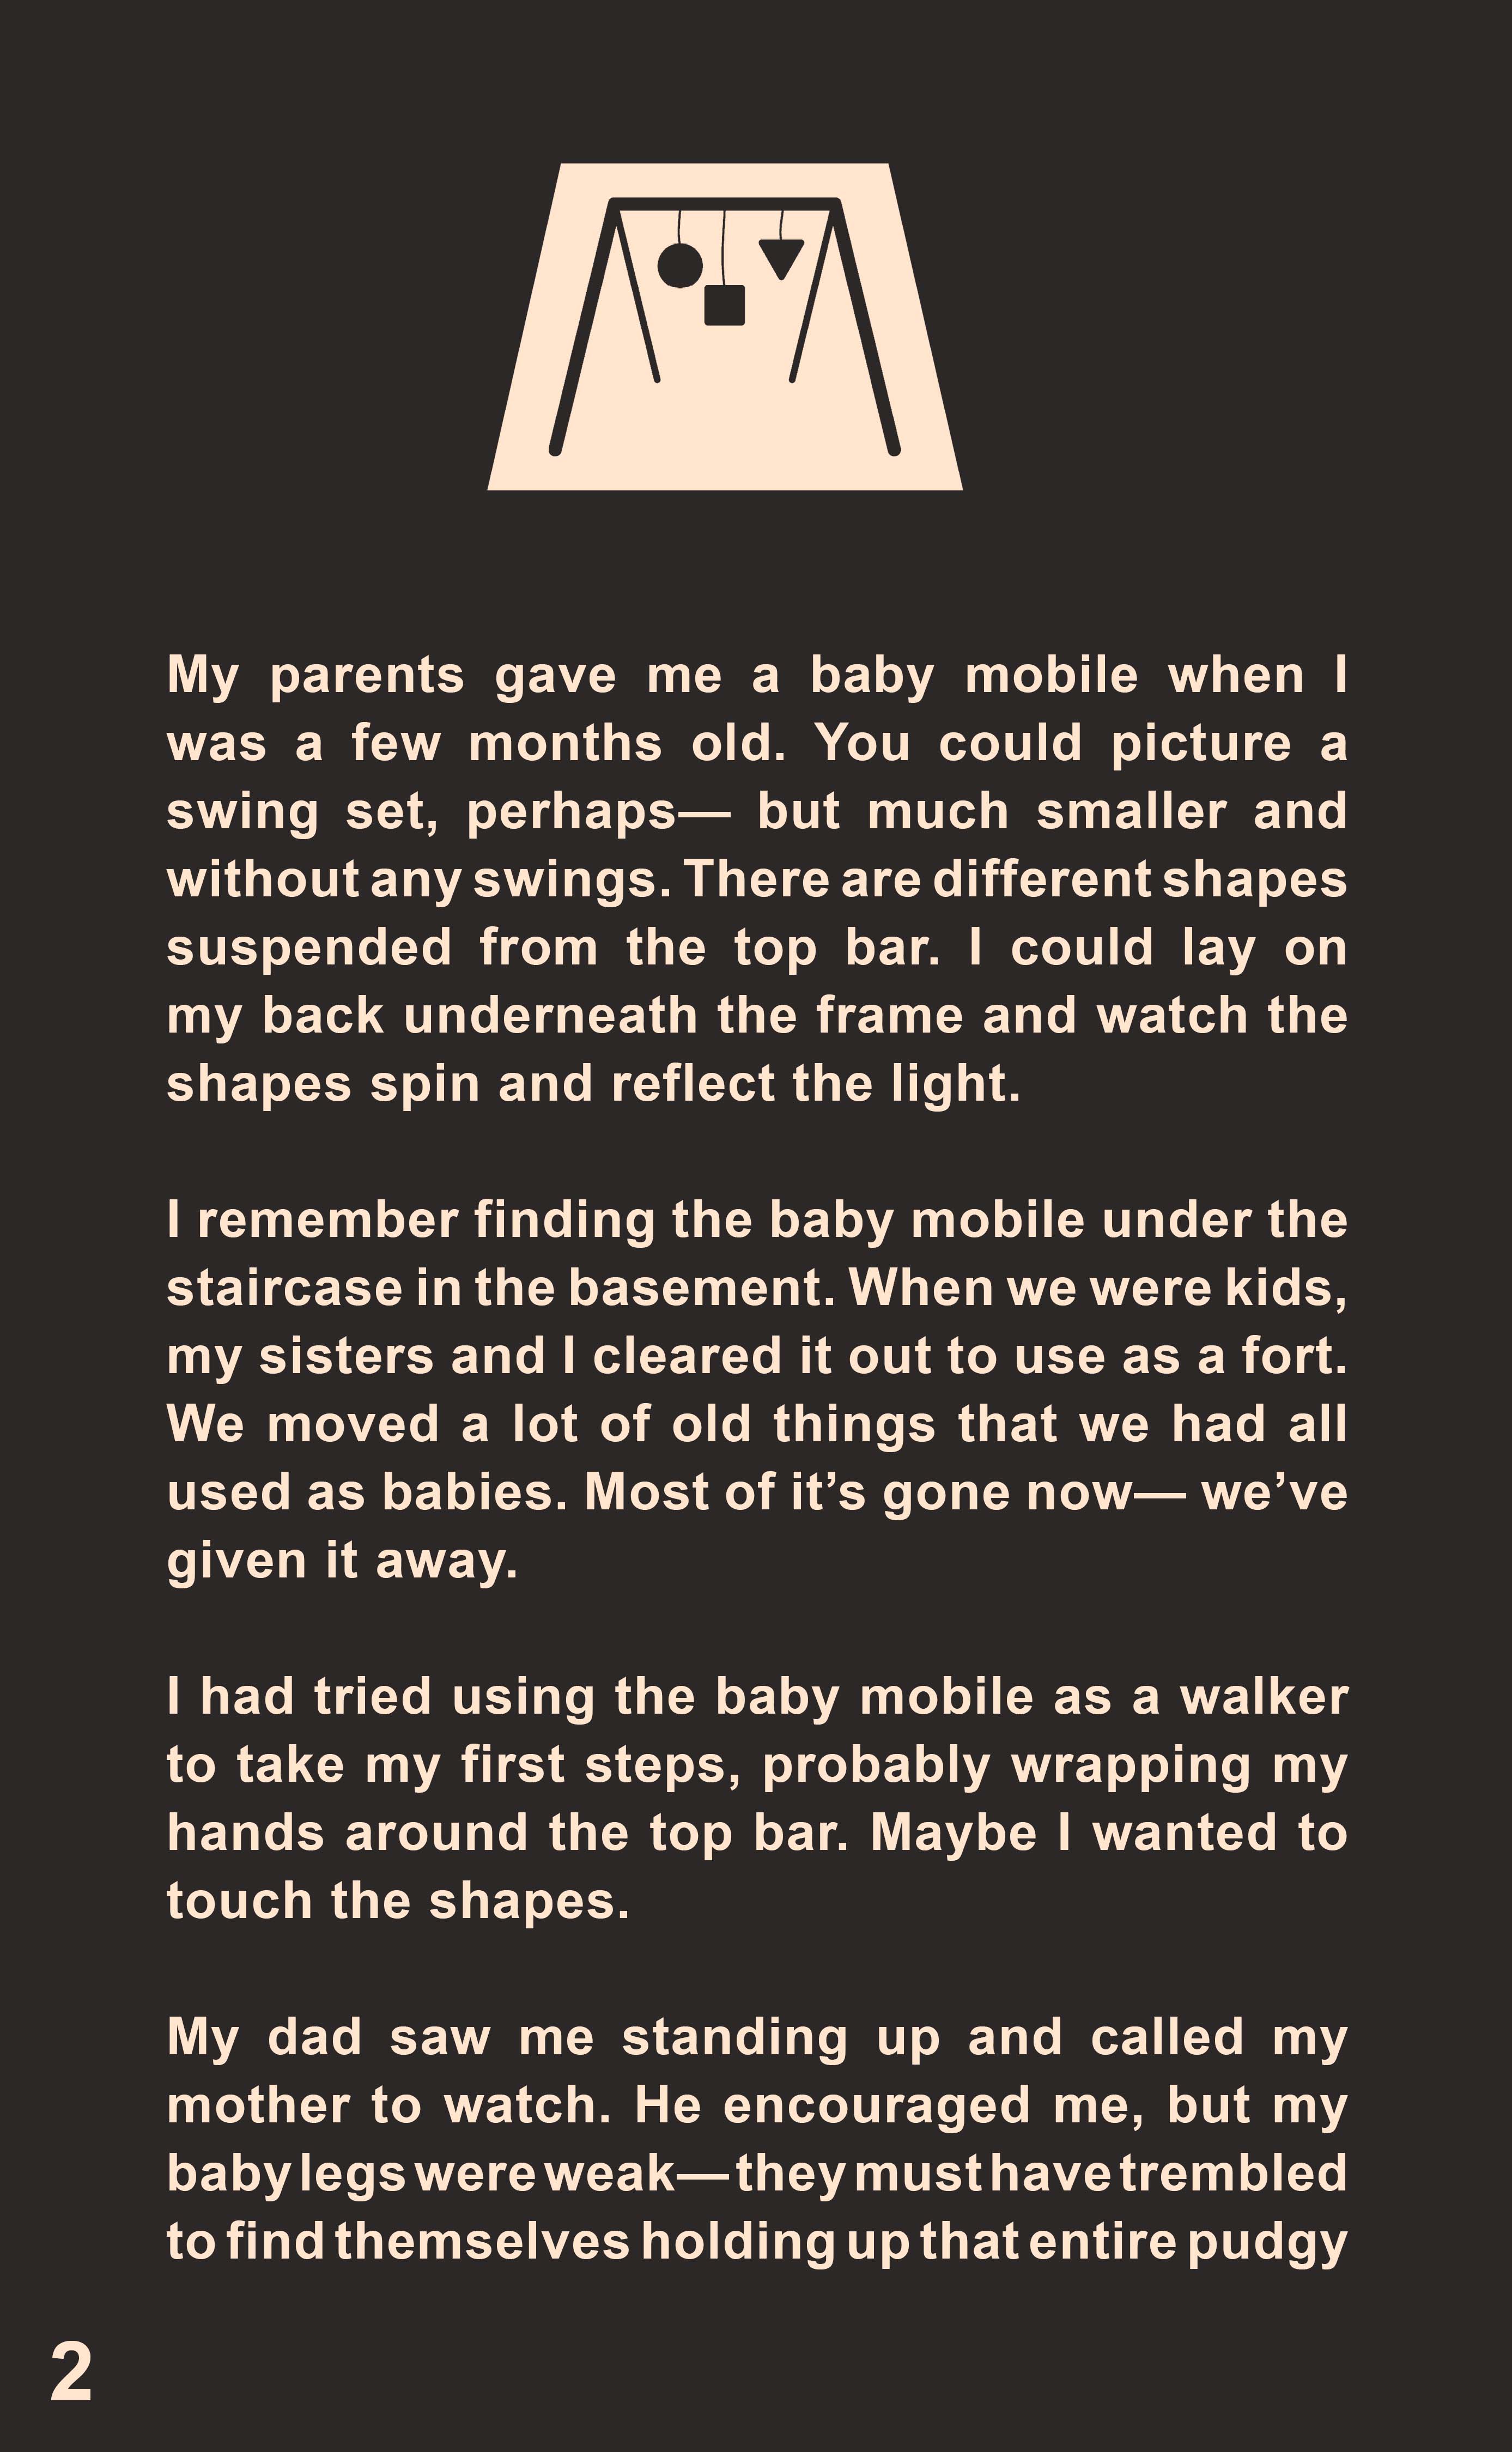 My parents gave me a baby mobile when I
was a few months old. You could picture a
swing set, perhaps— but much smaller and
without any swings. There are different shapes
suspended from the top bar. I could lay on
my back underneath the frame and watch the
shapes spin and reflect the light.
I remember finding the baby mobile under the
staircase in the basement. When we were kids,
my sisters and I cleared it out to use as a fort.
We moved a lot of old things that we had all
used as babies. Most of it’s gone now— we’ve
given it away.
I had tried using the baby mobile as a walker
to take my first steps, probably wrapping my
hands around the top bar. Maybe I wanted to
touch the shapes.
My dad saw me standing up and called my
mother to watch. He encouraged me, but my
baby legs were weak—they must have trembled
to find themselves holding up that entire pudgy
2